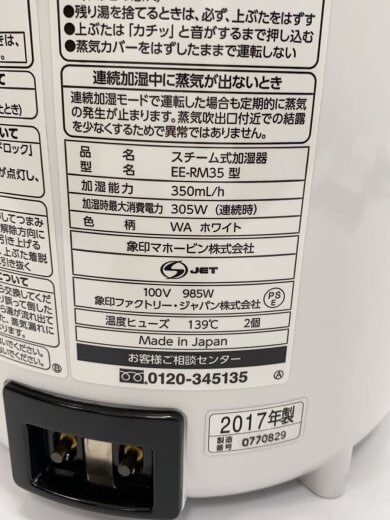 ●残り湯を捨てるときは、必ず、上ぶたをはずす
●上ぶたは「カチッ」と音がするまで押し込む
●蒸気カバーをはずしたままで運転しない
連続加湿中に蒸気が出ないとき
連続加湿モードで運転した場合も定期的に蒸気
の発生が止まります。蒸気吹出口付近での結露
を少なくするためで異常ではありません。
品名 スチーム式加湿器
型名 EE-RM35 型
加湿能力 350mL/h
加湿時最大消費電力 305W（連続時）
色柄 WA ホワイト
象印マホービン株式会社
S JET
100V 985W
象印ファクトリー・ジャパン株式会社
PS
E
温度ヒューズ 139℃ 2個
Made in Japan
お客様ご相談センター
0120-345135
Ⓐ
Ⓑ
2017年製
製造番号 0770829